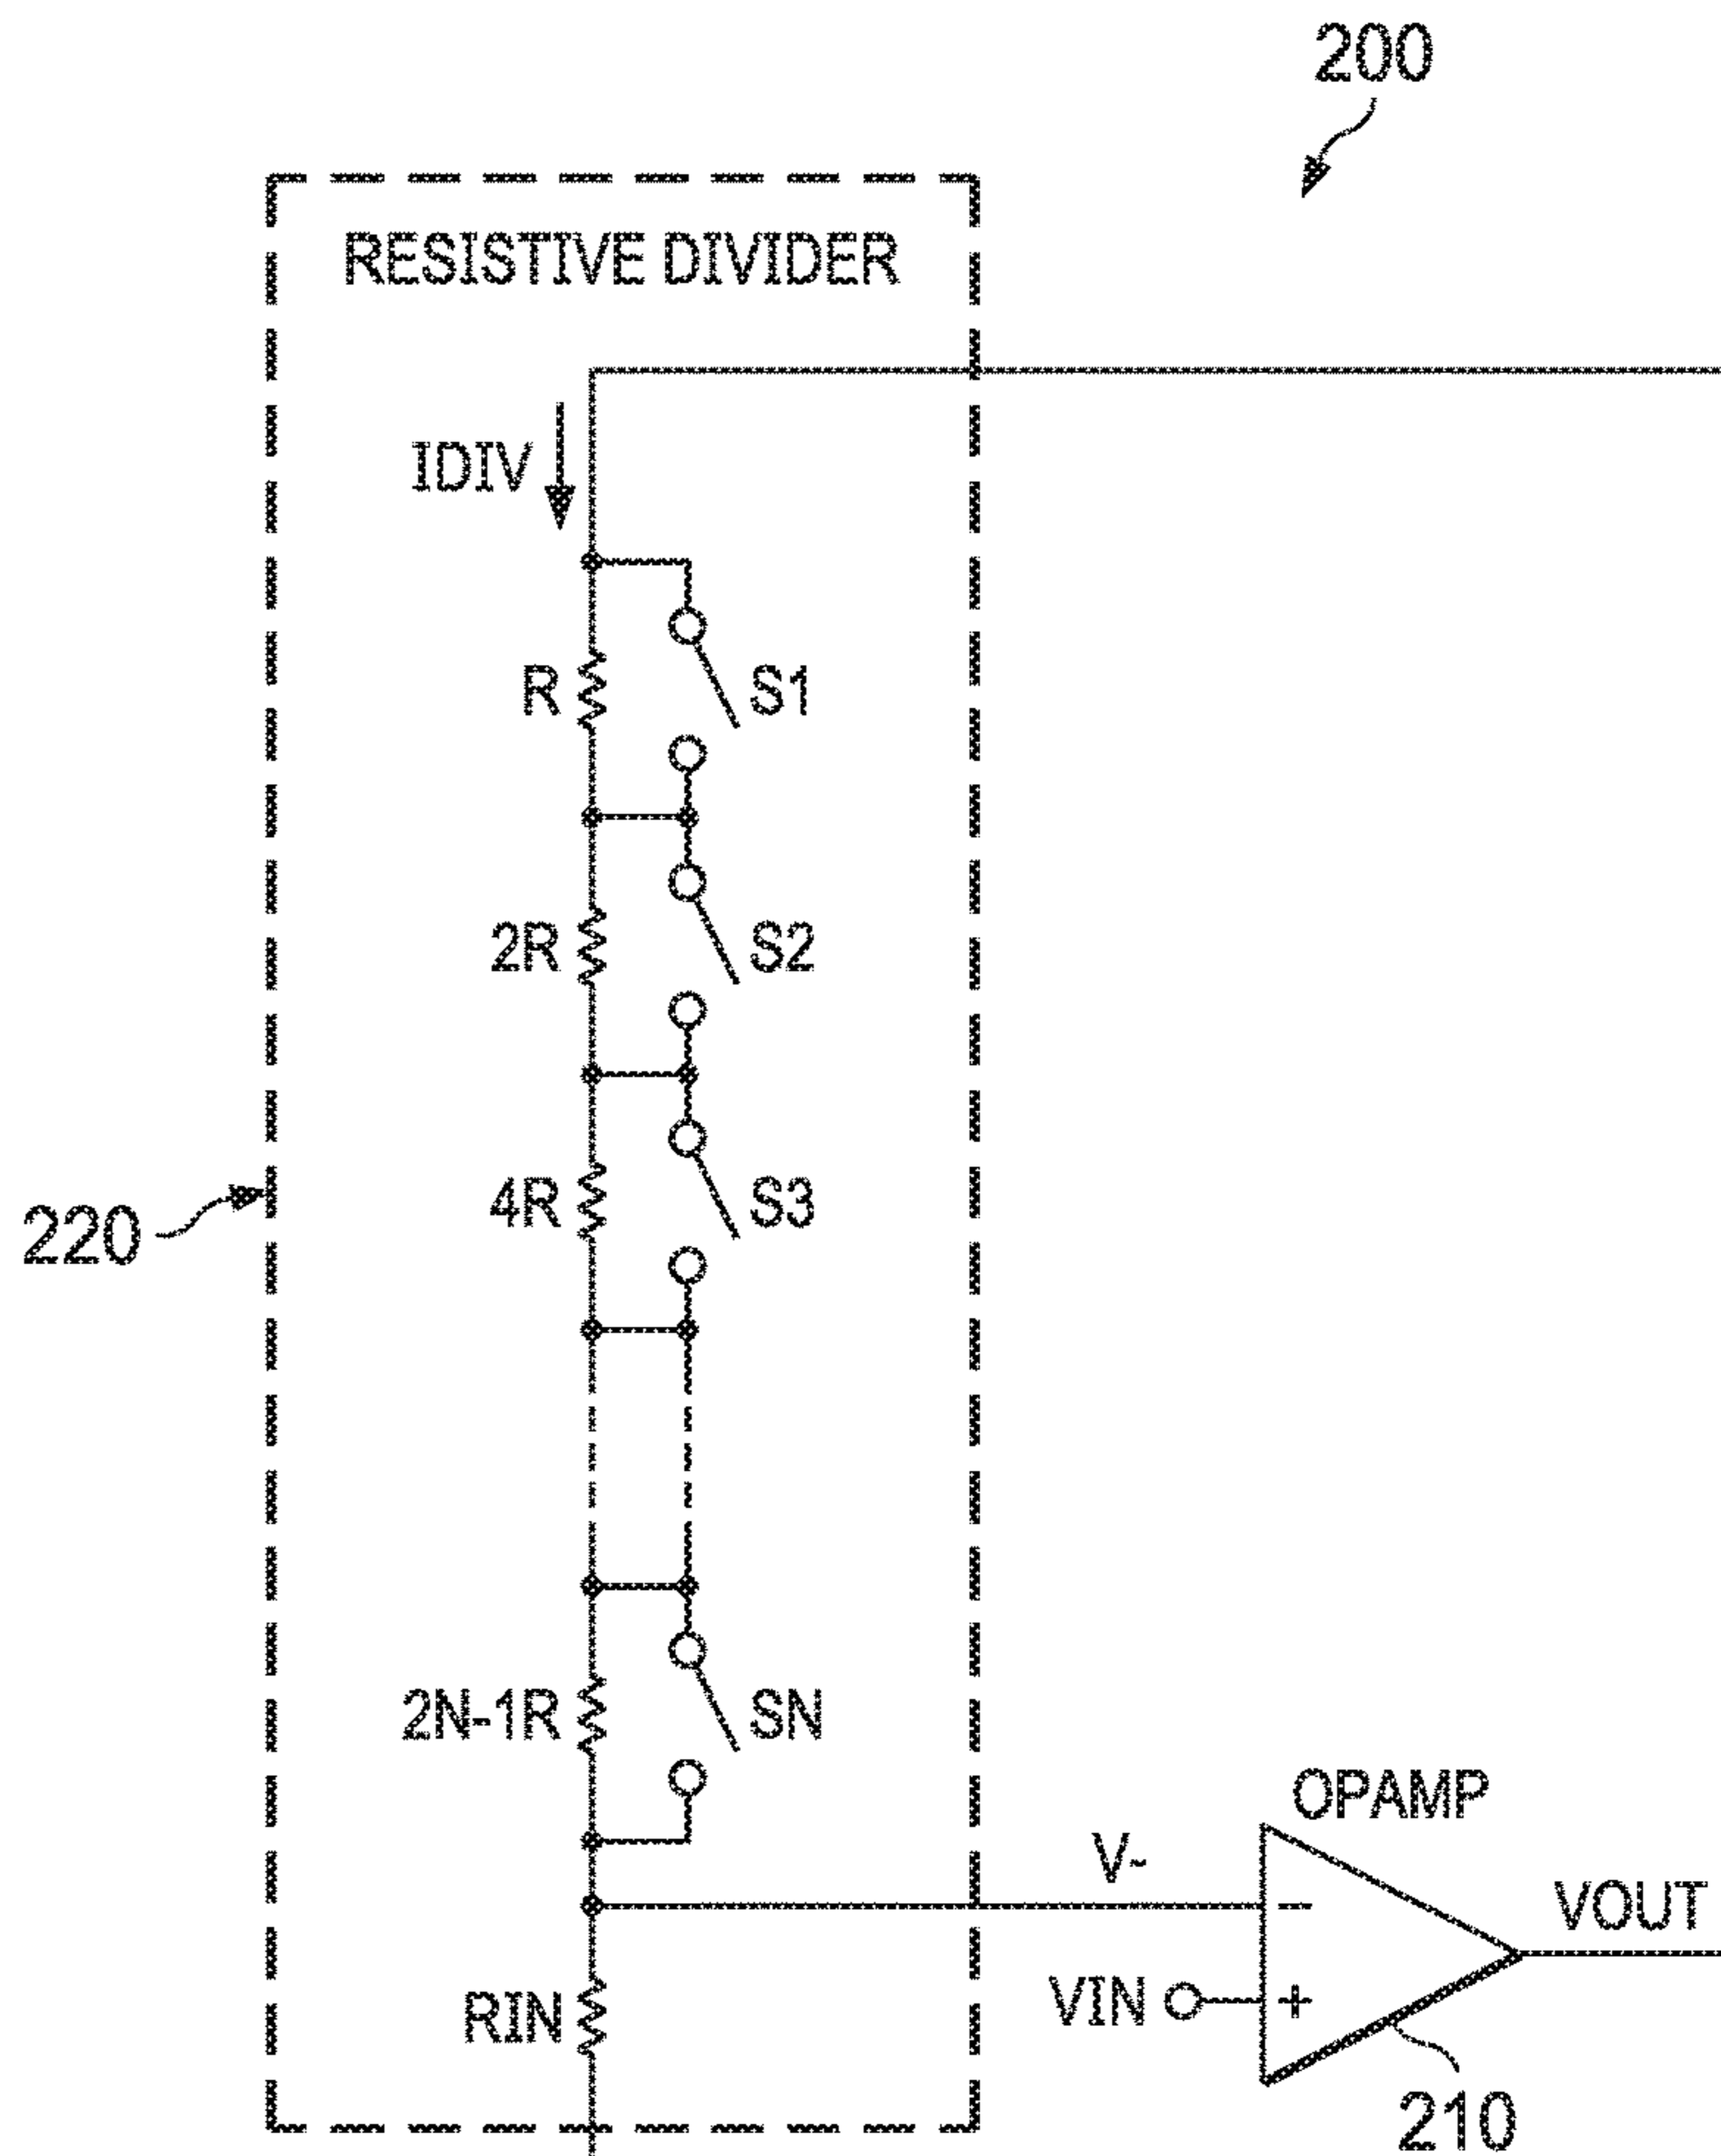 200
RESISTIVE DIVIDER
IDIV
R
S1
2R
S2
4R
S3
220
2N-1R
SN
OPAMP
V-
-
VOUT
VIN
+
RIN
210